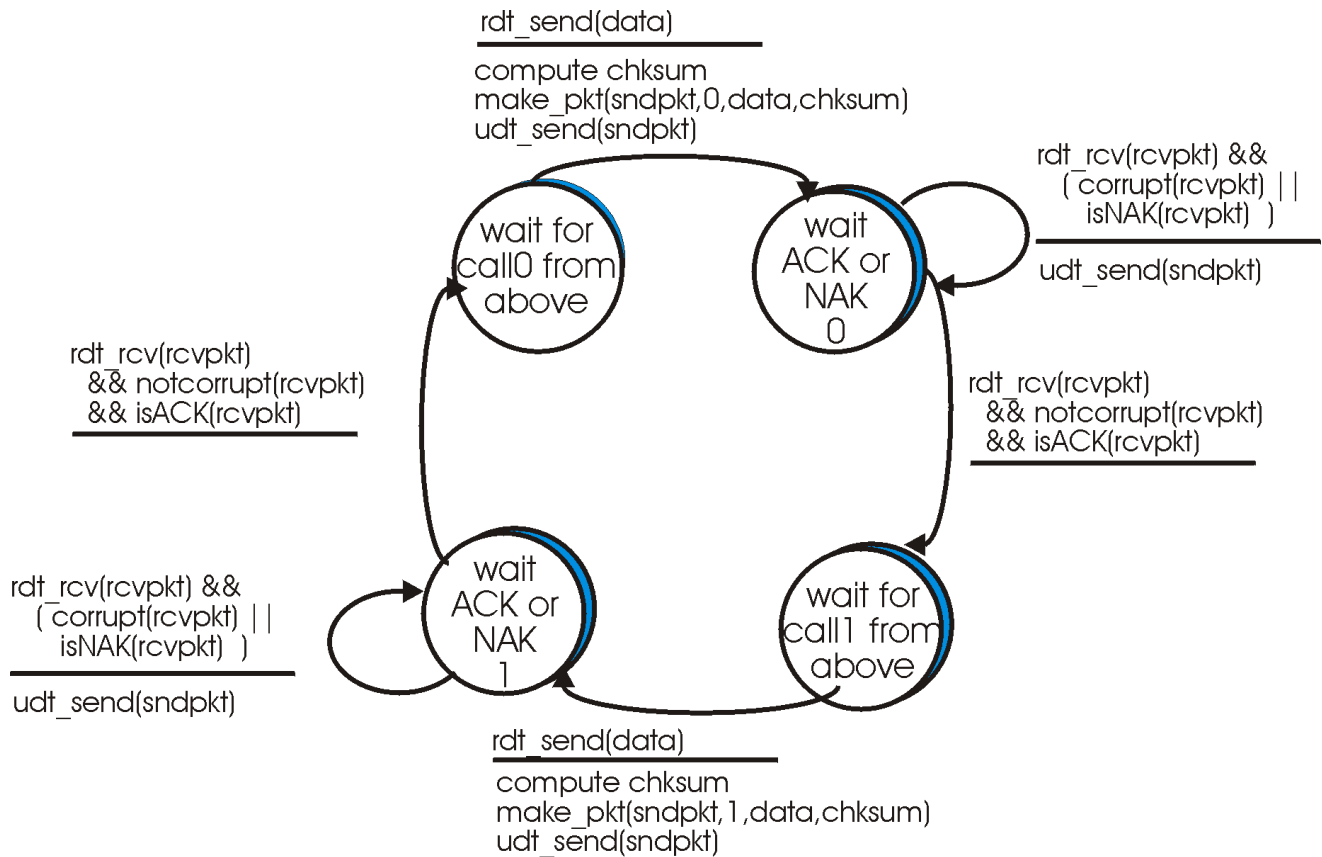 rdt_send(data)
compute chksum
make_pkt(sndpkt,0,data,chksum)
udt_send(sndpkt)
rdt_rcv(rcvpkt) &&
( corrupt(rcvpkt) ||
isNAK(rcvpkt) )
udt_send(sndpkt)
wait for
call0 from
above
wait
ACK or
NAK
0
rdt_rcv(rcvpkt)
&& notcorrupt(rcvpkt)
&& isACK(rcvpkt)
rdt_rcv(rcvpkt)
&& notcorrupt(rcvpkt)
&& isACK(rcvpkt)
rdt_rcv(rcvpkt) &&
( corrupt(rcvpkt) ||
isNAK(rcvpkt) )
udt_send(sndpkt)
wait
ACK or
NAK
1
wait for
call1 from
above
rdt_send(data)
compute chksum
make_pkt(sndpkt,1,data,chksum)
udt_send(sndpkt)